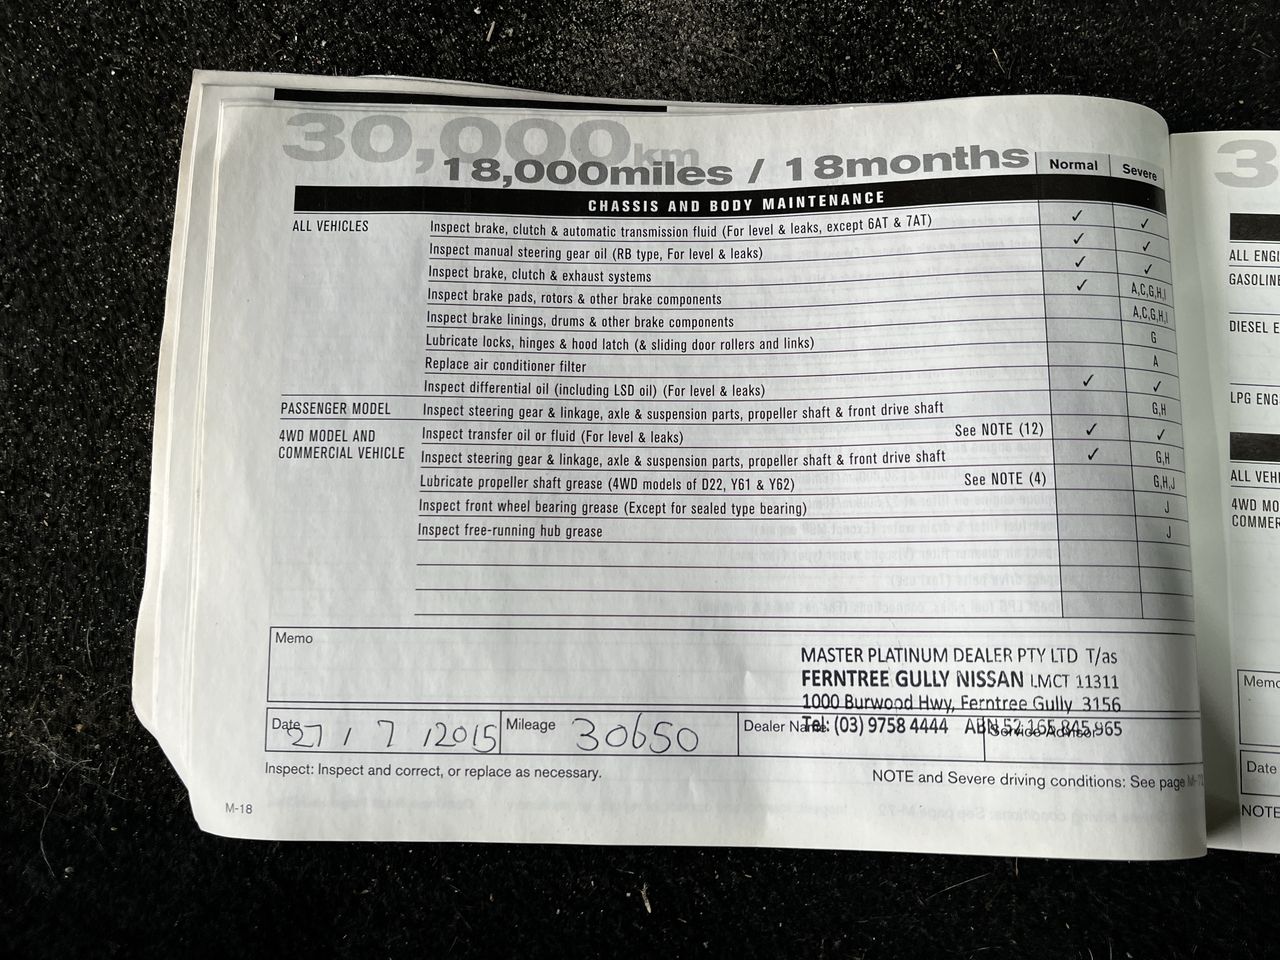 30,000km
18,000miles / 18months
Normal Severe
CHASSIS AND BODY MAINTENANCE
ALL VEHICLES Inspect brake, clutch & automatic transmission fluid (For level & leaks, except 6AT & 7AT) ✓ ✓
Inspect manual steering gear oil (RB type, For level & leaks) ✓ ✓
Inspect brake, clutch & exhaust systems ✓ ✓
Inspect brake pads, rotors & other brake components ✓ A,C,G,H,I
Inspect brake linings, drums & other brake components A,C,G,H,I
Lubricate locks, hinges & hood latch (& sliding door rollers and links) G
Replace air conditioner filter A
Inspect differential oil (including LSD oil) (For level & leaks) ✓ ✓
PASSENGER MODEL Inspect steering gear & linkage, axle & suspension parts, propeller shaft & front drive shaft G,H
4WD MODEL AND COMMERCIAL VEHICLE Inspect transfer oil or fluid (For level & leaks) See NOTE (12) ✓ ✓
Inspect steering gear & linkage, axle & suspension parts, propeller shaft & front drive shaft ✓ G,H
Lubricate propeller shaft grease (4WD models of D22, Y61 & Y62) See NOTE (4) G,H,J
Inspect front wheel bearing grease (Except for sealed type bearing) J
Inspect free-running hub grease J
Memo
MASTER PLATINUM DEALER PTY LTD T/as
FERNTREE GULLY NISSAN LMCT 11311
1000 Burwood Hwy, Ferntree Gully 3156
Tel: (03) 9758 4444 ABN 52 165 845 965
Date 27 / 7 / 2015 Mileage 30650 Dealer Name Service Advisor
Inspect: Inspect and correct, or replace as necessary.
NOTE and Severe driving conditions: See page
M-18
3
ALL ENGI
GASOLINE
DIESEL E
LPG ENG
ALL VEHI
4WD MO
COMMER
Memo
Date
NOTE